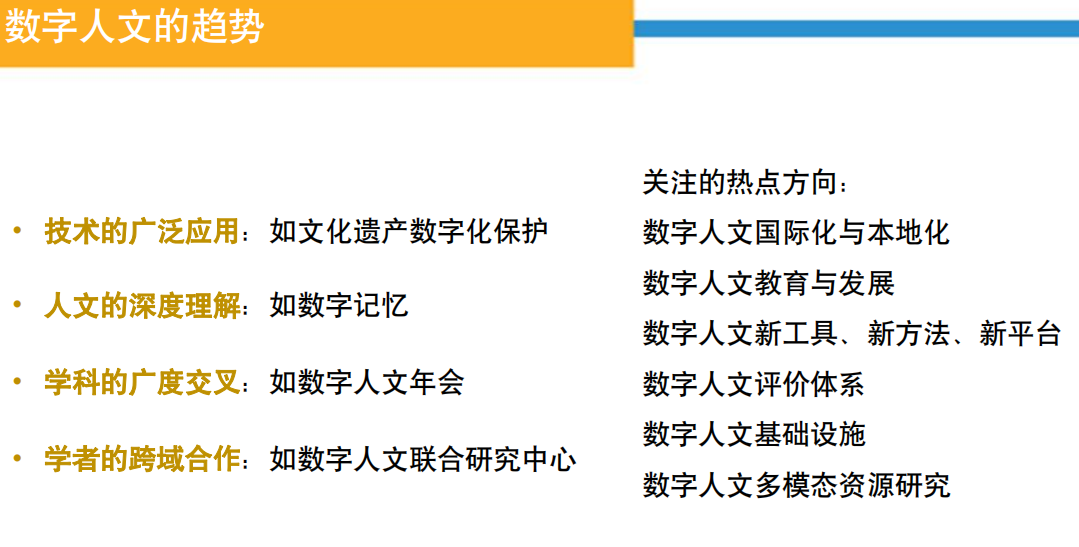 数字人文的趋势
• 技术的广泛应用：如文化遗产数字化保护
• 人文的深度理解：如数字记忆
• 学科的广度交叉：如数字人文年会
• 学者的跨域合作：如数字人文联合研究中心
关注的热点方向：
数字人文国际化与本地化
数字人文教育与发展
数字人文新工具、新方法、新平台
数字人文评价体系
数字人文基础设施
数字人文多模态资源研究